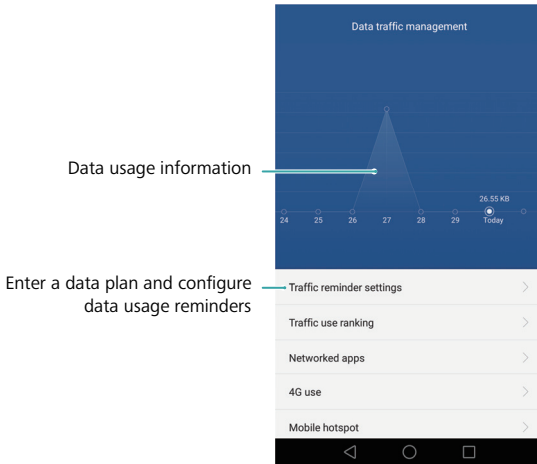 Data traffic management
Data usage information
26.55 KB
24 25 26 27 28 29 Today
Enter a data plan and configure
data usage reminders
Traffic reminder settings
Traffic use ranking
Networked apps
4G use
Mobile hotspot